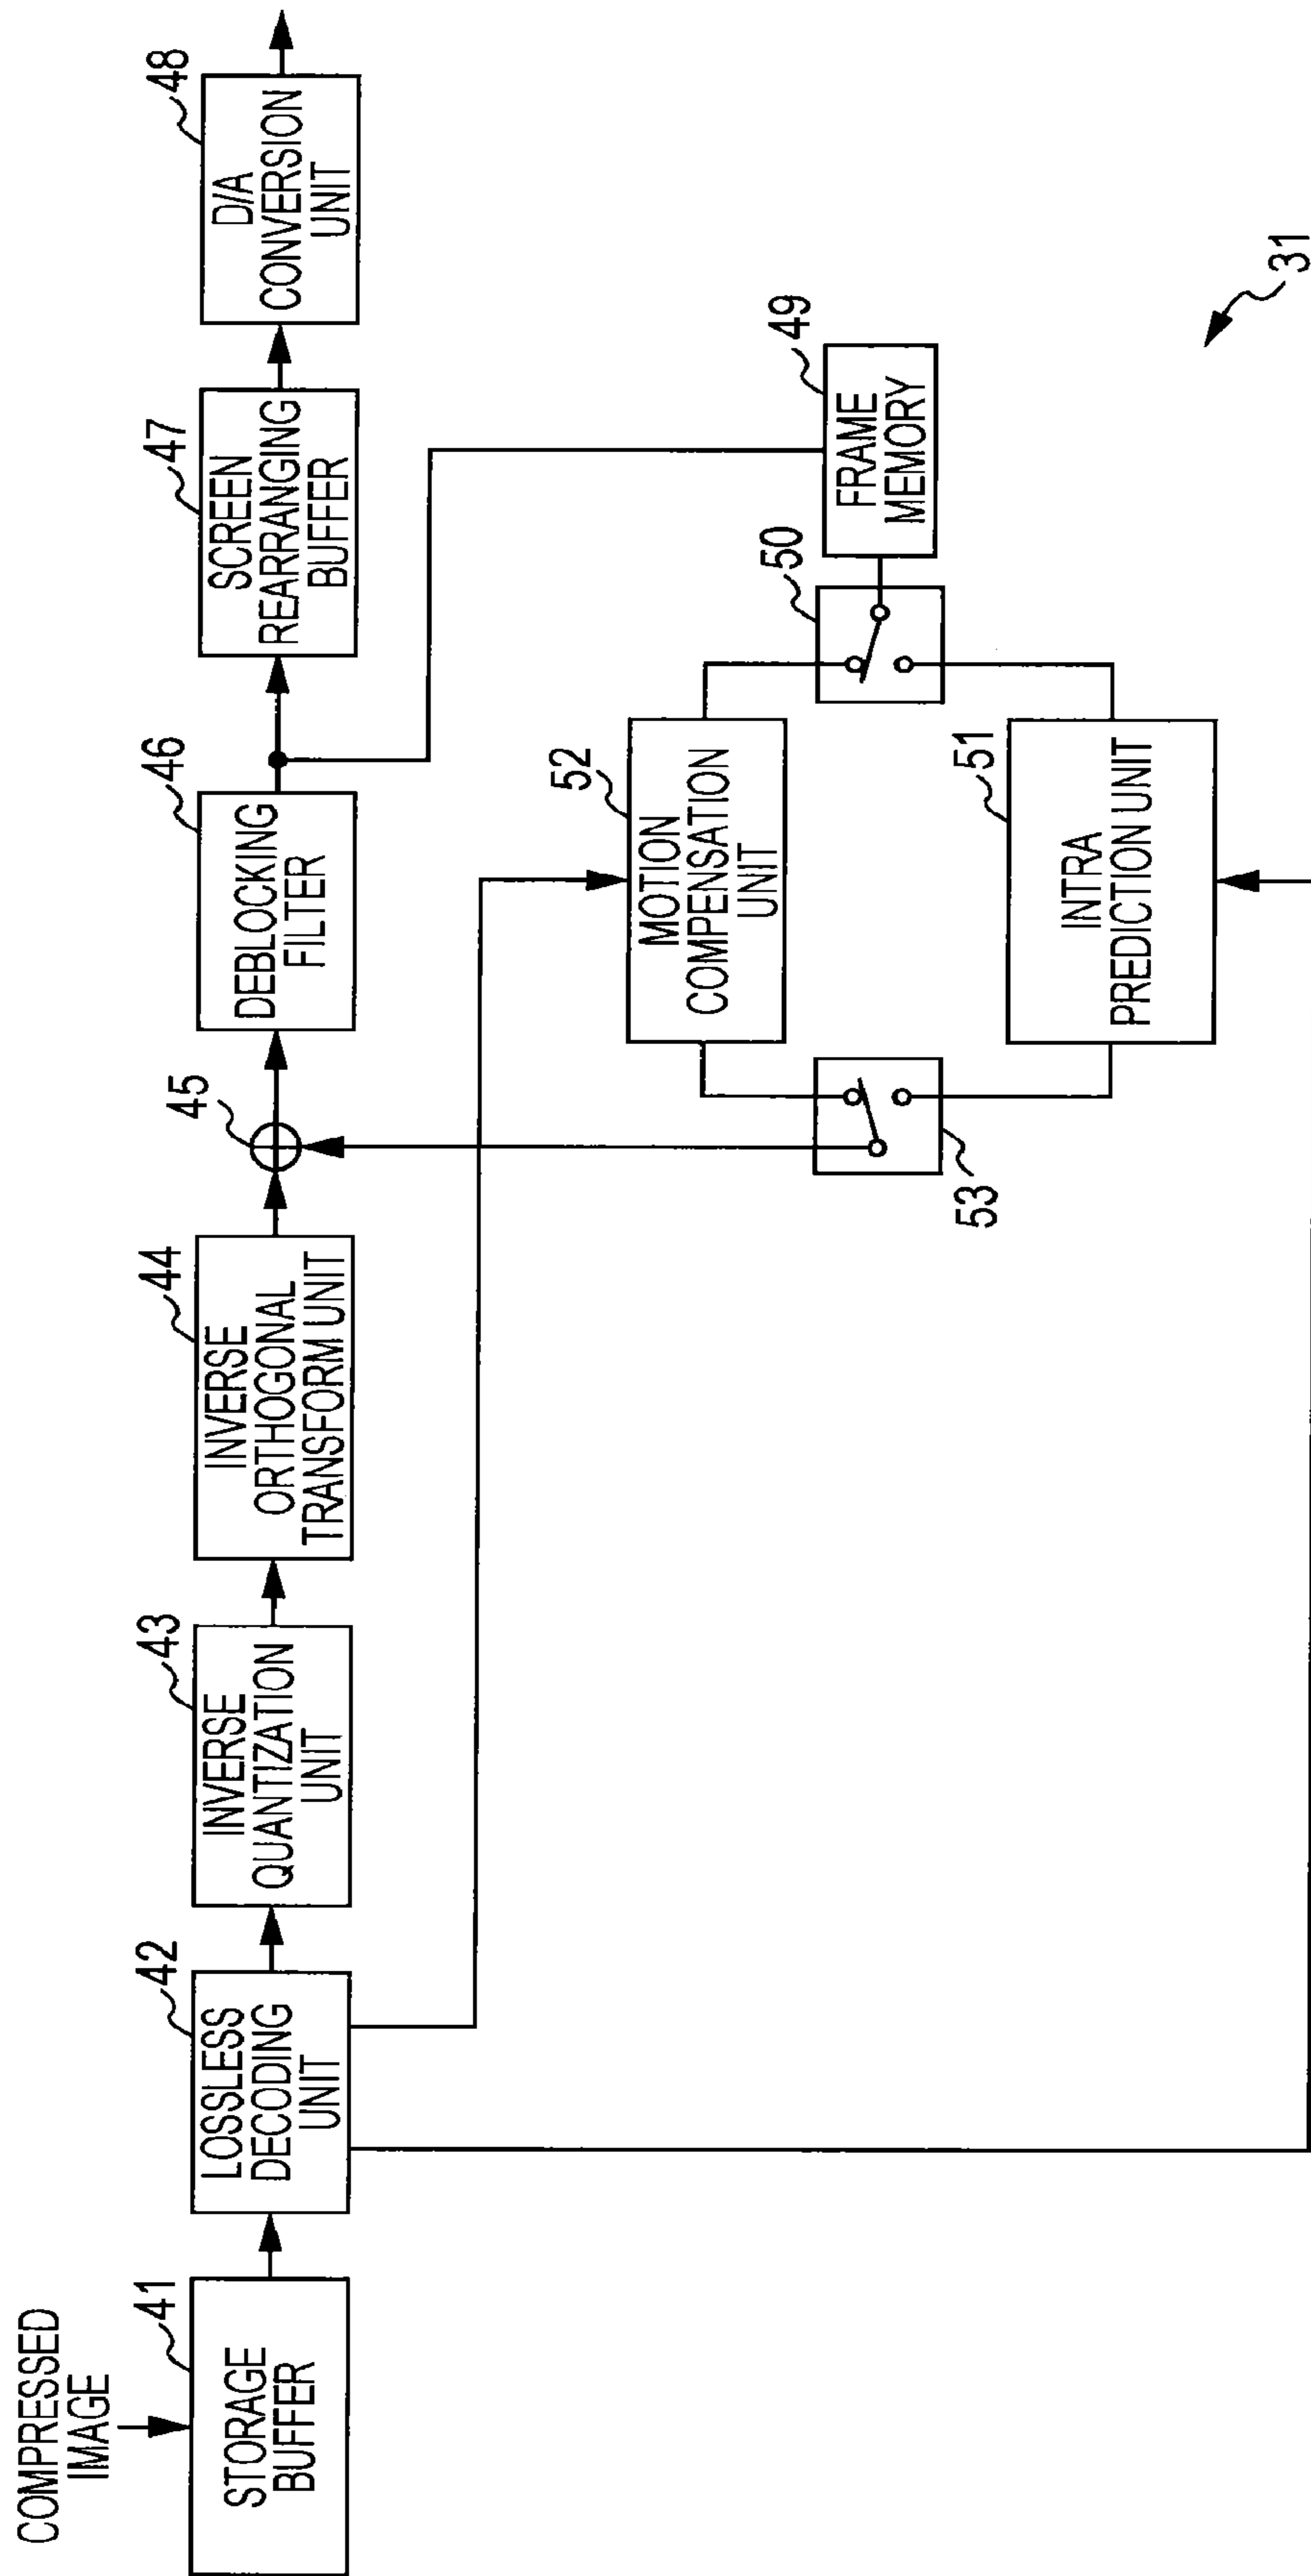 COMPRESSED
IMAGE
41
STORAGE
BUFFER
42
LOSSLESS
DECODING
UNIT
43
INVERSE
QUANTIZATION
UNIT
44
INVERSE
ORTHOGONAL
TRANSFORM UNIT
45
46
DEBLOCKING
FILTER
47
SCREEN
REARRANGING
BUFFER
48
D/A
CONVERSION
UNIT
52
MOTION
COMPENSATION
UNIT
50
49
FRAME
MEMORY
53
51
INTRA
PREDICTION UNIT
31